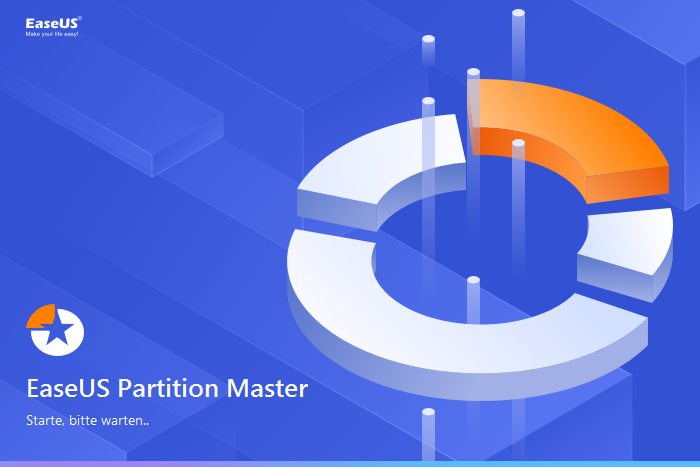 EaseUS®
Make your life easy!
EaseUS Partition Master
Starte, bitte warten..